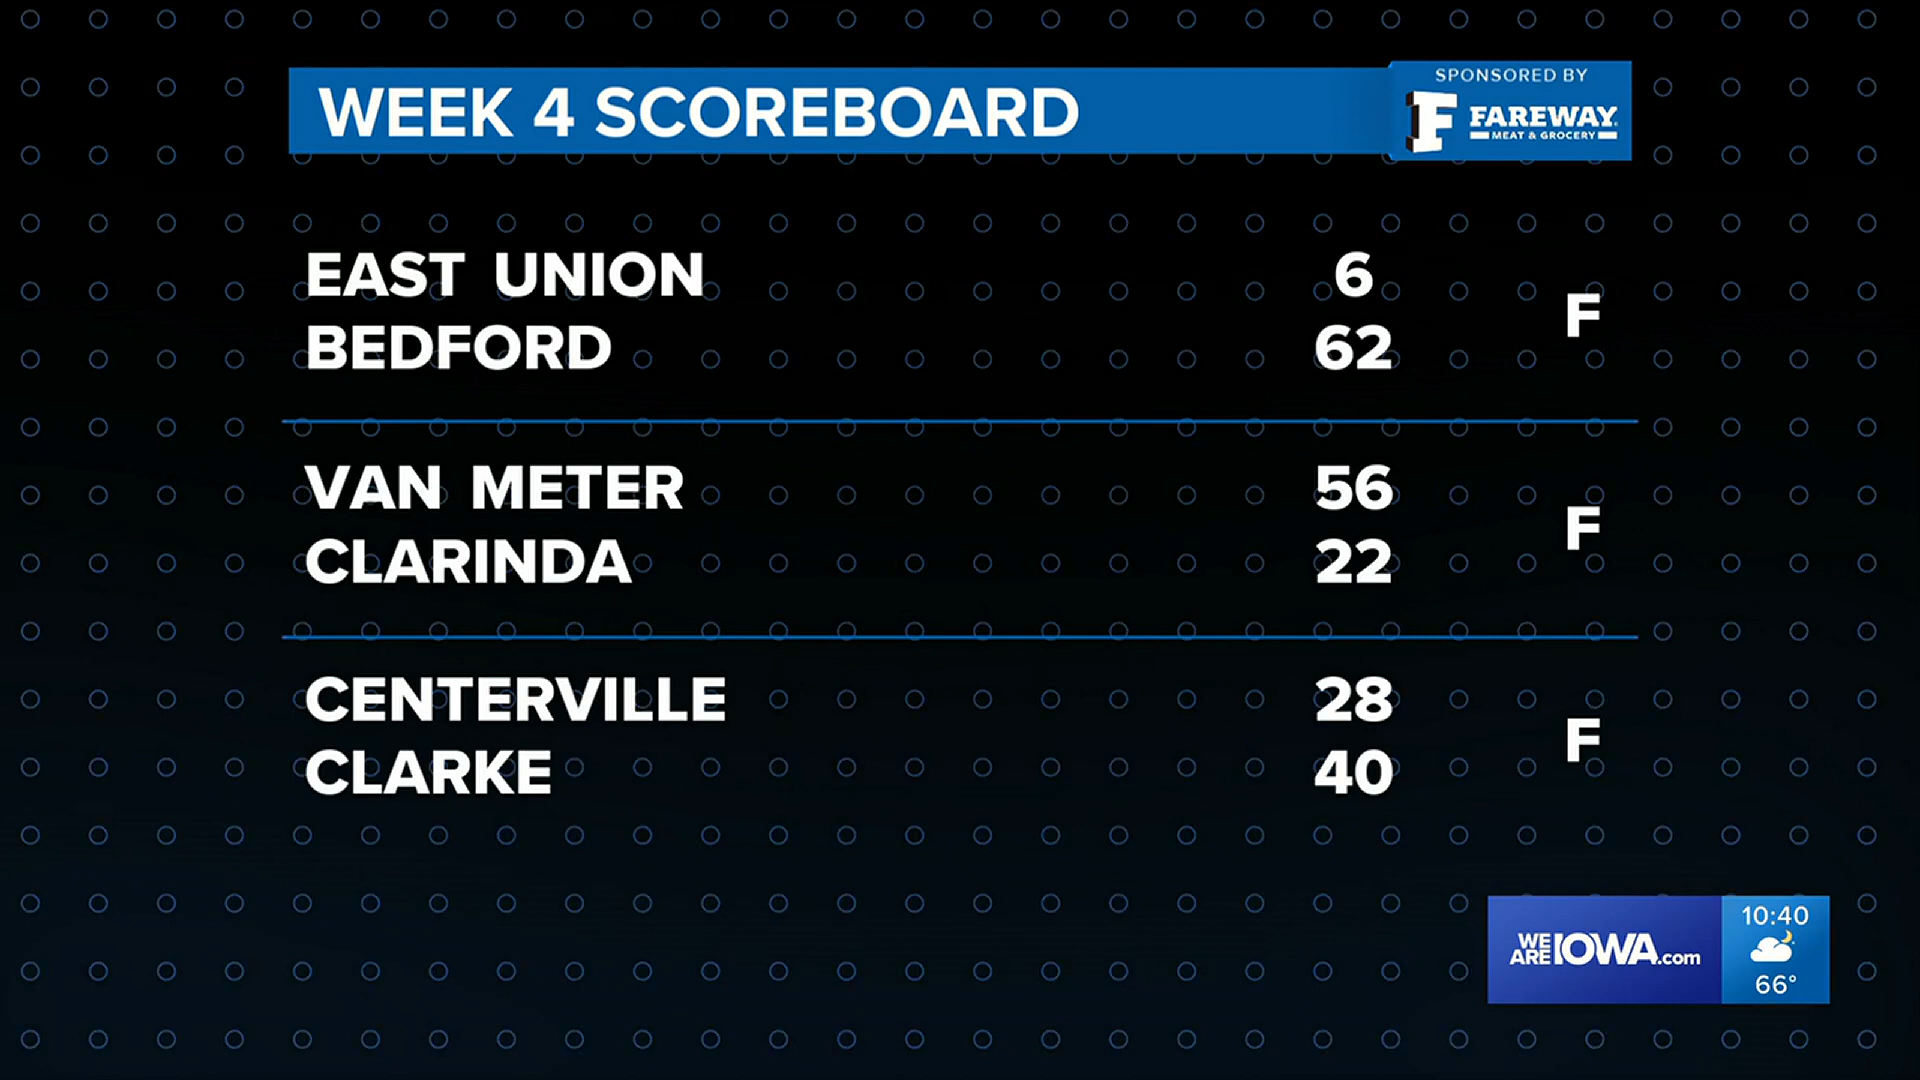 WEEK 4 SCOREBOARD
SPONSORED BY
F FAREWAY
MEAT & GROCERY
EAST UNION 6
BEDFORD 62
F
VAN METER 56
CLARINDA 22
F
CENTERVILLE 28
CLARKE 40
F
WE ARE IOWA.com
10:40
66°